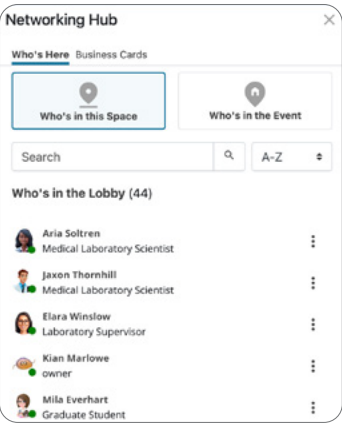 Networking Hub
Who's Here Business Cards
Who's in this Space
Who's in the Event
Search
A-Z
Who's in the Lobby (44)
Aria Soltren
Medical Laboratory Scientist
Jaxon Thornhill
Medical Laboratory Scientist
Elara Winslow
Laboratory Supervisor
Kian Marlowe
owner
Mila Everhart
Graduate Student